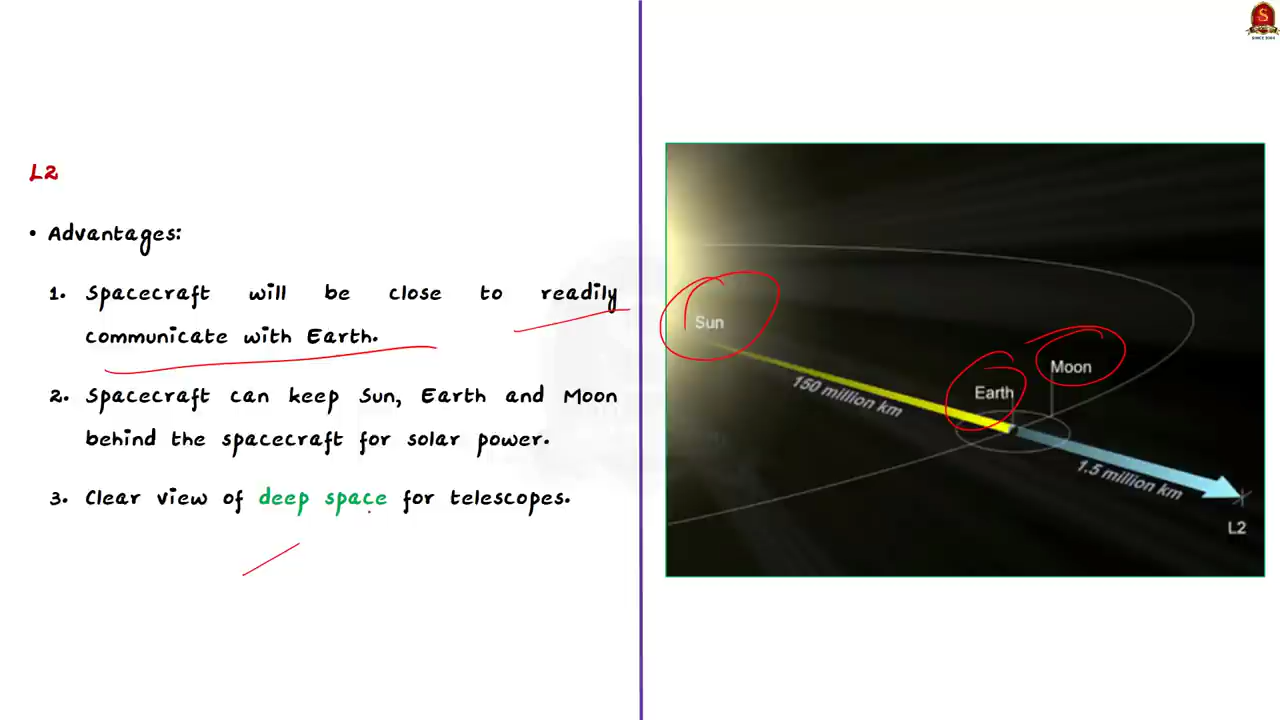 L2
• Advantages:
1. Spacecraft will be close to readily
communicate with Earth.
2. Spacecraft can keep Sun, Earth and Moon
behind the spacecraft for solar power.
3. Clear view of deep space for telescopes.
S
SINCE 2004
Sun
Moon
Earth
150 million km
1.5 million km
L2